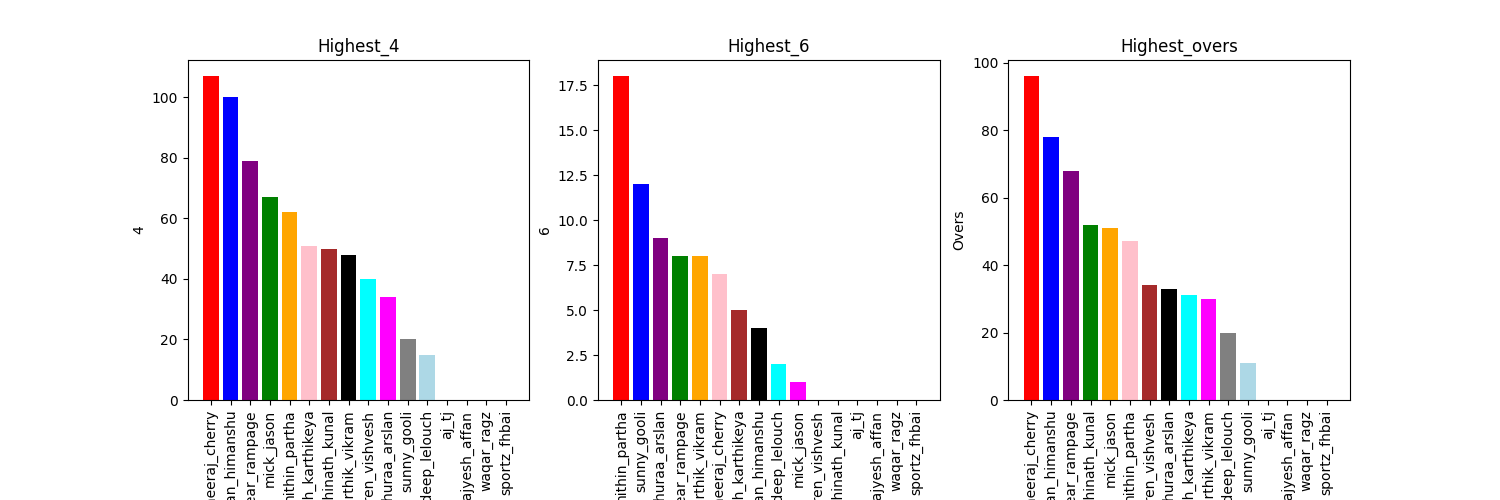 Highest_4
4
100
80
60
40
20
0
heeraj_cherry
an_himanshu
ear_rampage
mick_jason
nithin_partha
h_karthikeya
hinath_kunal
rthik_vikram
ren_vishvesh
huraa_arslan
sunny_gooli
deep_lelouch
aj_tj
ajyesh_affan
waqar_ragz
sportz_fhbai
Highest_6
6
17.5
15.0
12.5
10.0
7.5
5.0
2.5
0.0
nithin_partha
sunny_gooli
huraa_arslan
ear_rampage
rthik_vikram
heeraj_cherry
h_karthikeya
an_himanshu
deep_lelouch
mick_jason
ren_vishvesh
hinath_kunal
aj_tj
ajyesh_affan
waqar_ragz
sportz_fhbai
Highest_overs
Overs
100
80
60
40
20
0
heeraj_cherry
an_himanshu
ear_rampage
hinath_kunal
mick_jason
nithin_partha
ren_vishvesh
huraa_arslan
h_karthikeya
rthik_vikram
deep_lelouch
sunny_gooli
aj_tj
ajyesh_affan
waqar_ragz
sportz_fhbai